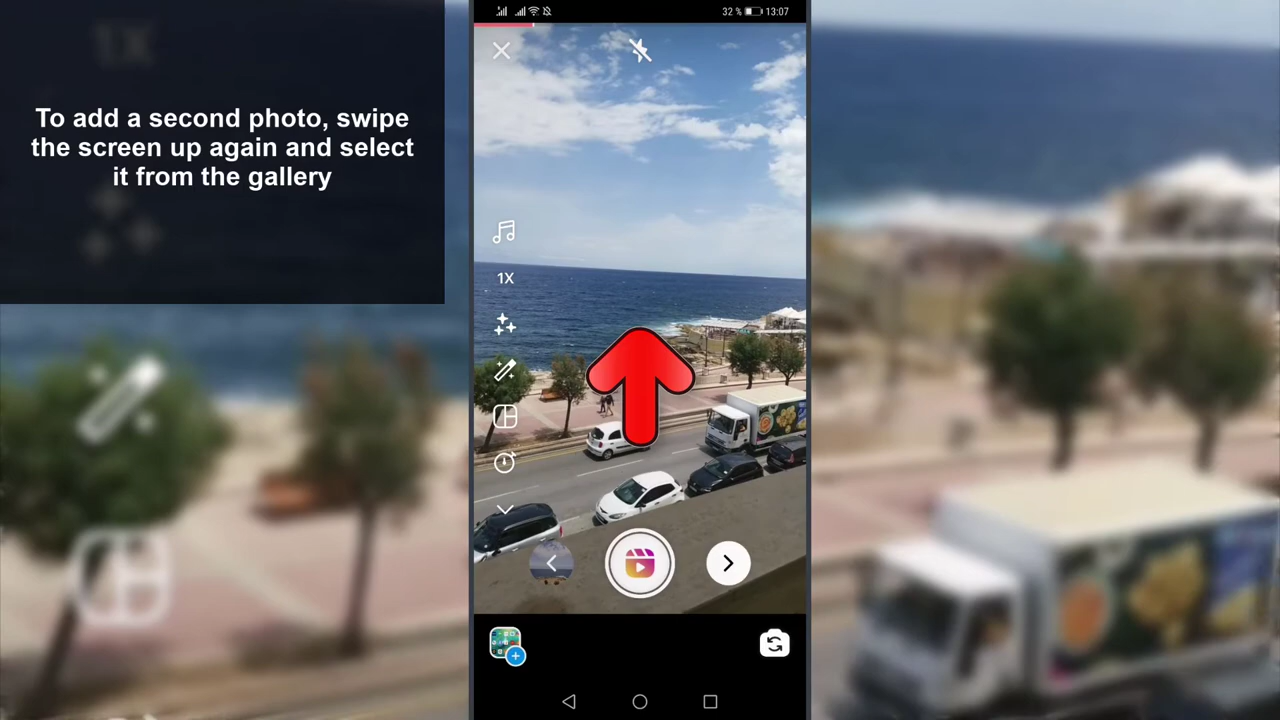 To add a second photo, swipe
the screen up again and select
it from the gallery
32 % 13:07
1X
1X